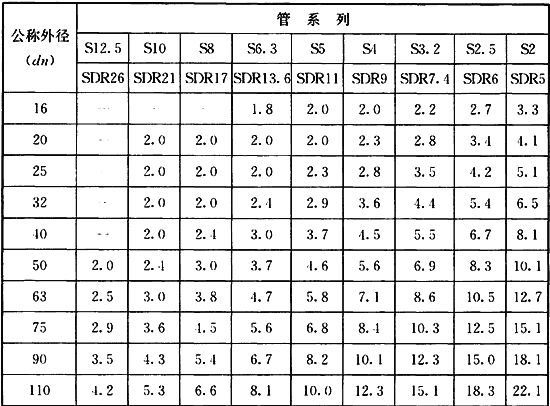 公称外径
(dn)
管 系 列
S12.5 S10 S8 S6.3 S5 S4 S3.2 S2.5 S2
SDR26 SDR21 SDR17 SDR13.6 SDR11 SDR9 SDR7.4 SDR6 SDR5
16 — — — 1.8 2.0 2.0 2.2 2.7 3.3
20 — 2.0 2.0 2.0 2.0 2.3 2.8 3.4 4.1
25 — 2.0 2.0 2.0 2.3 2.8 3.5 4.2 5.1
32 — 2.0 2.0 2.4 2.9 3.6 4.4 5.4 6.5
40 — 2.0 2.4 3.0 3.7 4.5 5.5 6.7 8.1
50 2.0 2.4 3.0 3.7 4.6 5.6 6.9 8.3 10.1
63 2.5 3.0 3.8 4.7 5.8 7.1 8.6 10.5 12.7
75 2.9 3.6 4.5 5.6 6.8 8.4 10.3 12.5 15.1
90 3.5 4.3 5.4 6.7 8.2 10.1 12.3 15.0 18.1
110 4.2 5.3 6.6 8.1 10.0 12.3 15.1 18.3 22.1